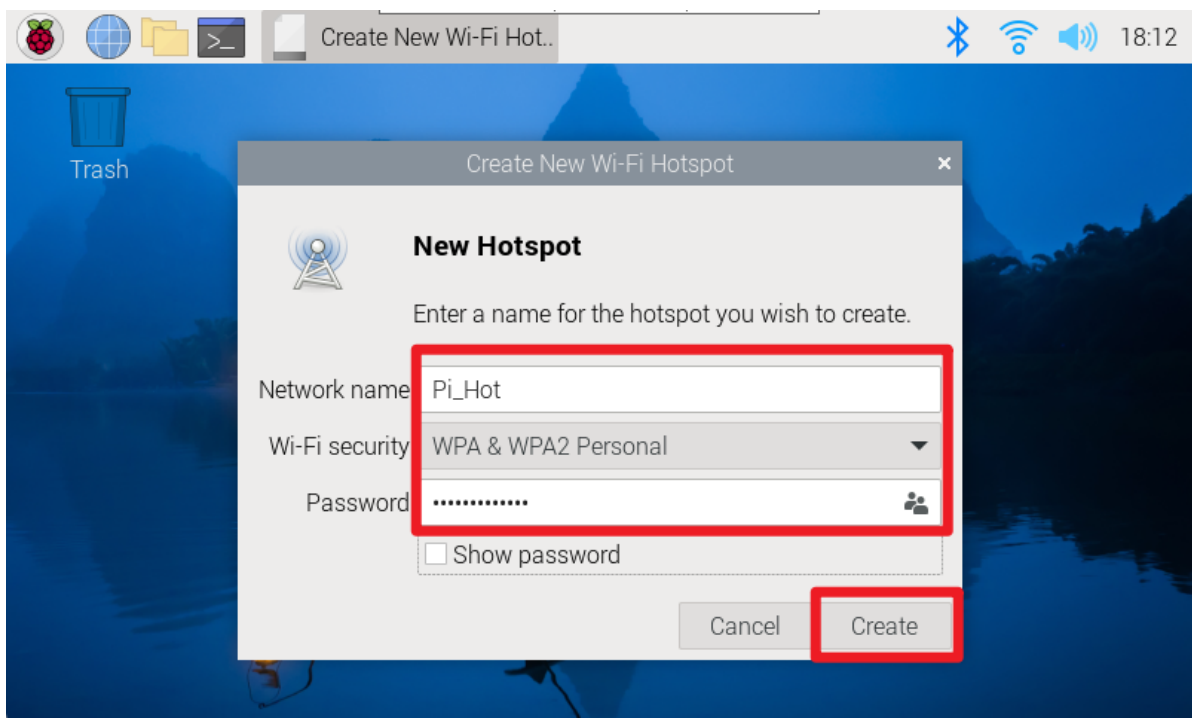 Create New Wi-Fi Hot..
18:12
Trash
Create New Wi-Fi Hotspot
New Hotspot
Enter a name for the hotspot you wish to create.
Network name Pi_Hot
Wi-Fi security WPA & WPA2 Personal
Password •••••••••••••
Show password
Cancel Create